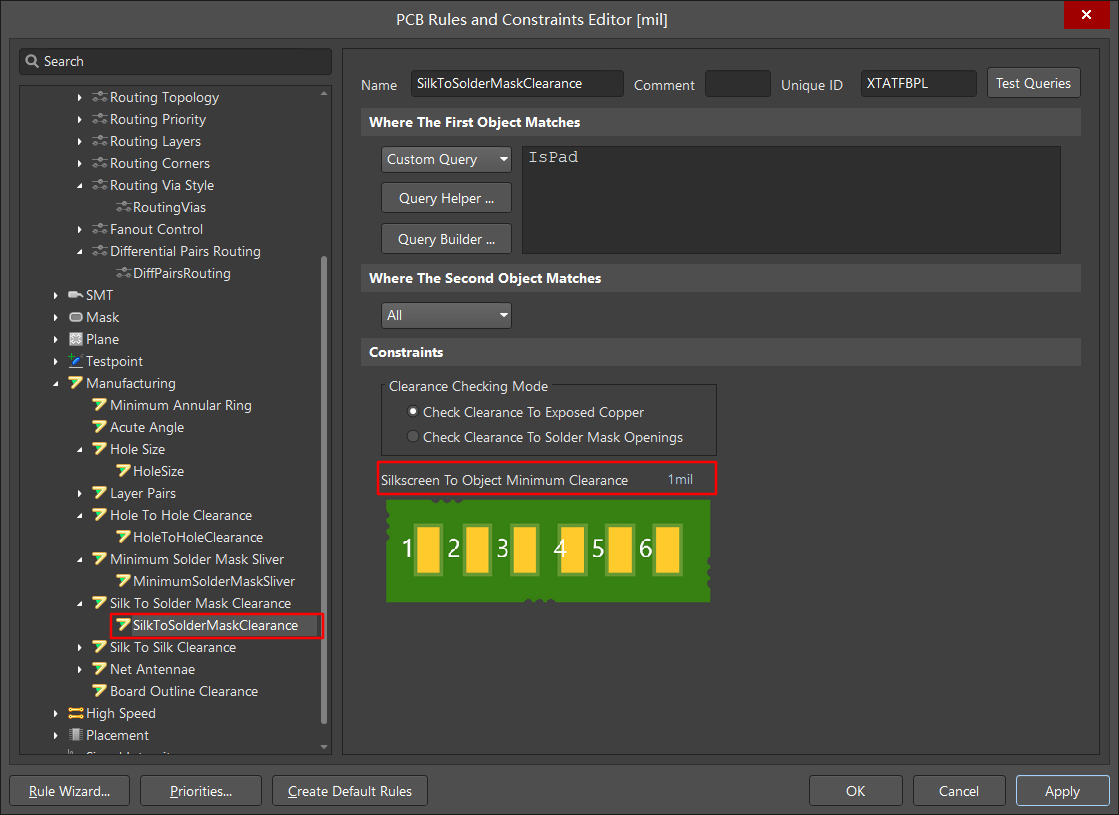 PCB Rules and Constraints Editor [mil]
Search
Routing Topology
Routing Priority
Routing Layers
Routing Corners
Routing Via Style
RoutingVias
Fanout Control
Differential Pairs Routing
DiffPairsRouting
SMT
Mask
Plane
Testpoint
Manufacturing
Minimum Annular Ring
Acute Angle
Hole Size
HoleSize
Layer Pairs
Hole To Hole Clearance
HoleToHoleClearance
Minimum Solder Mask Sliver
MinimumSolderMaskSliver
Silk To Solder Mask Clearance
SilkToSolderMaskClearance
Silk To Silk Clearance
Net Antennae
Board Outline Clearance
High Speed
Placement
Name SilkToSolderMaskClearance Comment Unique ID XTATFBPL Test Queries
Where The First Object Matches
Custom Query IsPad
Query Helper ...
Query Builder ...
Where The Second Object Matches
All
Constraints
Clearance Checking Mode
Check Clearance To Exposed Copper
Check Clearance To Solder Mask Openings
Silkscreen To Object Minimum Clearance 1mil
1 2 3 4 5 6
Rule Wizard... Priorities... Create Default Rules OK Cancel Apply